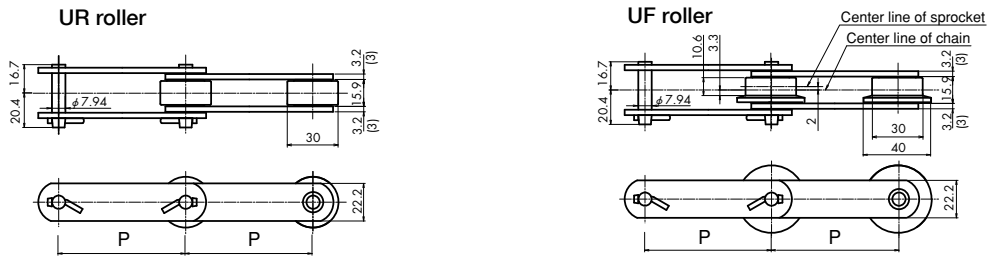 UR roller
16.7
20.4
φ7.94
3.2
(3)
15.9
3.2
(3)
30
22.2
P
P
UF roller
Center line of sprocket
Center line of chain
10.6
3.3
16.7
20.4
φ7.94
2
3.2
(3)
15.9
3.2
(3)
30
40
22.2
P
P